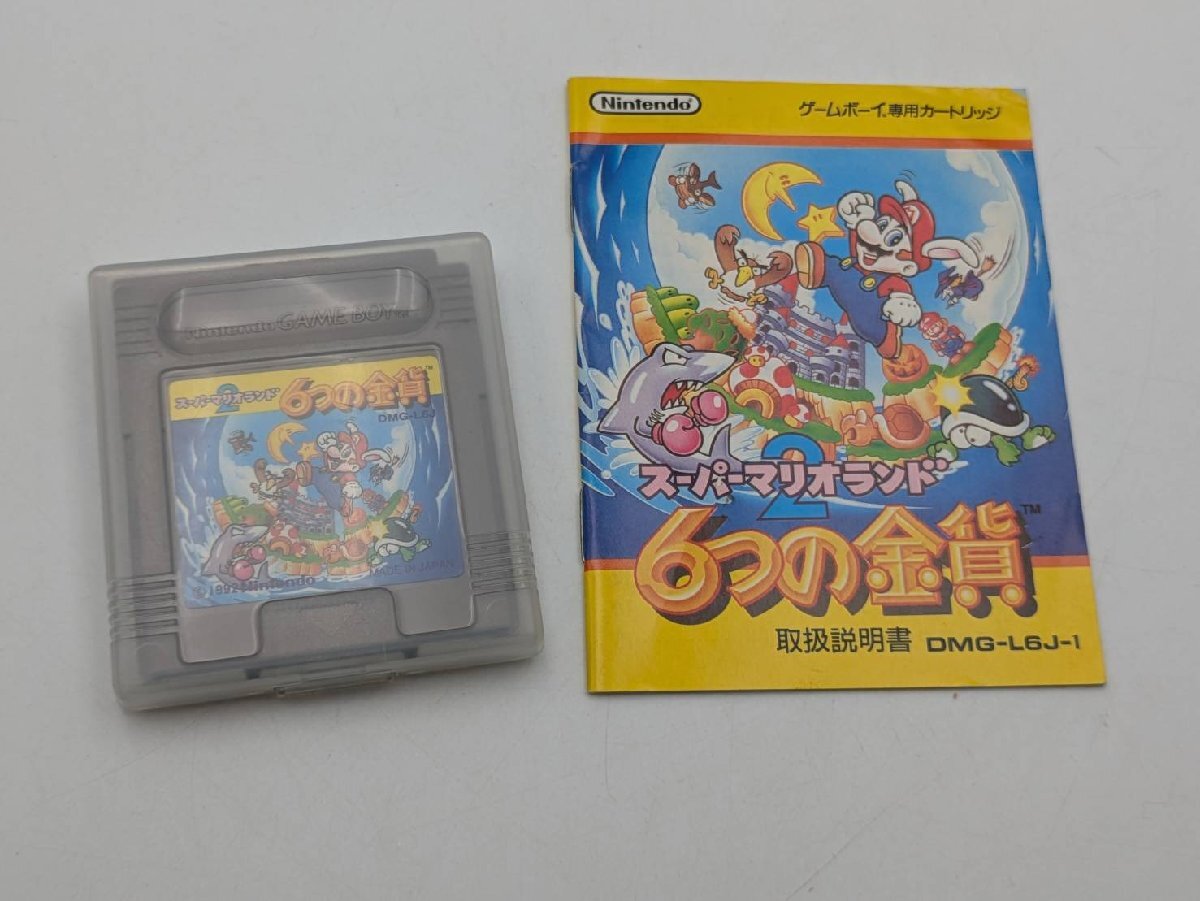 Nintendo GAME BOY™
スーパーマリオランド2
6つの金貨™
DMG-L6J
MADE IN JAPAN
©1992 Nintendo
Nintendo
ゲームボーイ®専用カートリッジ
スーパーマリオランド2
6つの金貨™
取扱説明書 DMG-L6J-1